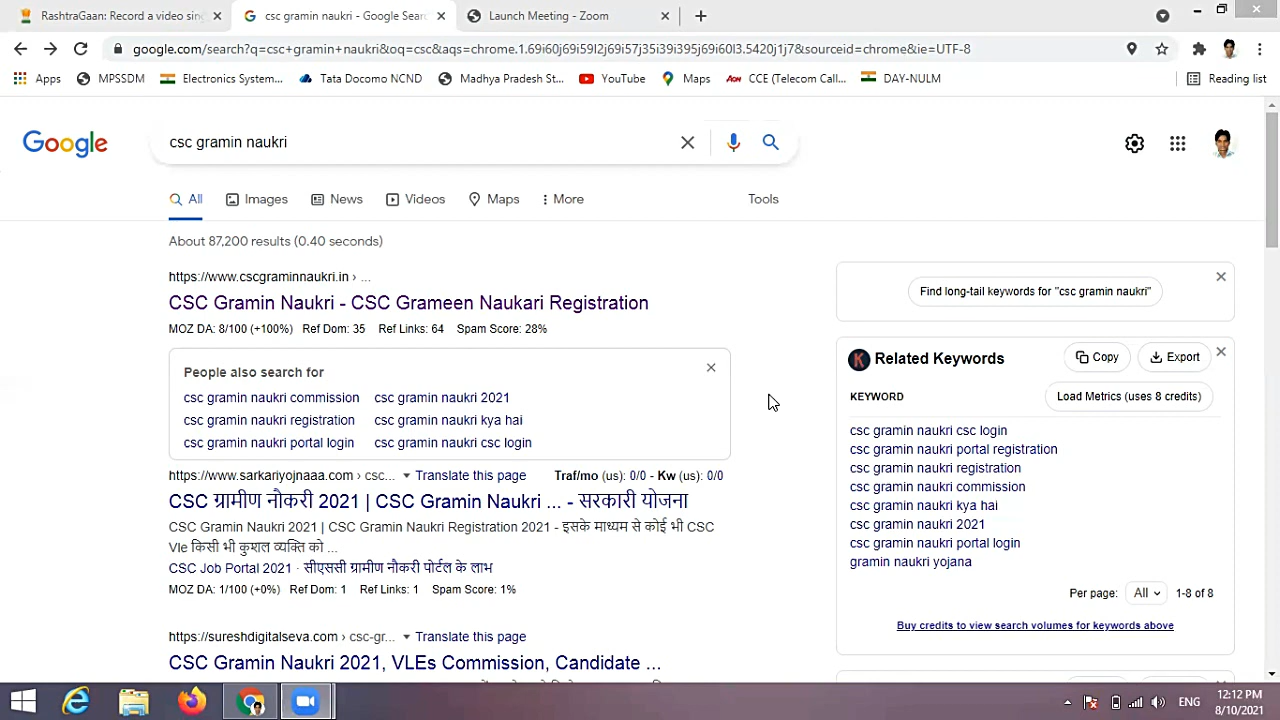 RashtraGaan: Record a video sing
csc gramin naukri - Google Searc
Launch Meeting - Zoom
google.com/search?q=csc+gramin+naukri&oq=csc&aqs=chrome.1.69i60j69i59l2j69i57j35i39i395j69i60l3.5420j1j7&sourceid=chrome&ie=UTF-8
Apps
MPSSDM
Electronics System...
Tata Docomo NCND
Madhya Pradesh St...
YouTube
Maps
CCE (Telecom Call...
DAY-NULM
Reading list
Google
csc gramin naukri
All
Images
News
Videos
Maps
More
Tools
About 87,200 results (0.40 seconds)
https://www.cscgraminnaukri.in › ...
CSC Gramin Naukri - CSC Grameen Naukari Registration
MOZ DA: 8/100 (+100%) Ref Dom: 35 Ref Links: 64 Spam Score: 28%
People also search for
csc gramin naukri commission csc gramin naukri 2021
csc gramin naukri registration csc gramin naukri kya hai
csc gramin naukri portal login csc gramin naukri csc login
https://www.sarkariyojnaaa.com › csc... Translate this page Traf/mo (us): 0/0 - Kw (us): 0/0
CSC ग्रामीण नौकरी 2021 | CSC Gramin Naukri ... - सरकारी योजना
CSC Gramin Naukri 2021 | CSC Gramin Naukri Registration 2021 - इसके माध्यम से कोई भी CSC
Vle किसी भी कुशल व्यक्ति को ...
CSC Job Portal 2021 · सीएससी ग्रामीण नौकरी पोर्टल के लाभ
MOZ DA: 1/100 (+0%) Ref Dom: 1 Ref Links: 1 Spam Score: 1%
https://sureshdigitalseva.com › csc-gr... Translate this page
CSC Gramin Naukri 2021, VLEs Commission, Candidate ...
Find long-tail keywords for "csc gramin naukri"
K Related Keywords
Copy
Export
KEYWORD
Load Metrics (uses 8 credits)
csc gramin naukri csc login
csc gramin naukri portal registration
csc gramin naukri registration
csc gramin naukri commission
csc gramin naukri kya hai
csc gramin naukri 2021
csc gramin naukri portal login
gramin naukri yojana
Per page: All 1-8 of 8
Buy credits to view search volumes for keywords above
ENG
12:12 PM
8/10/2021